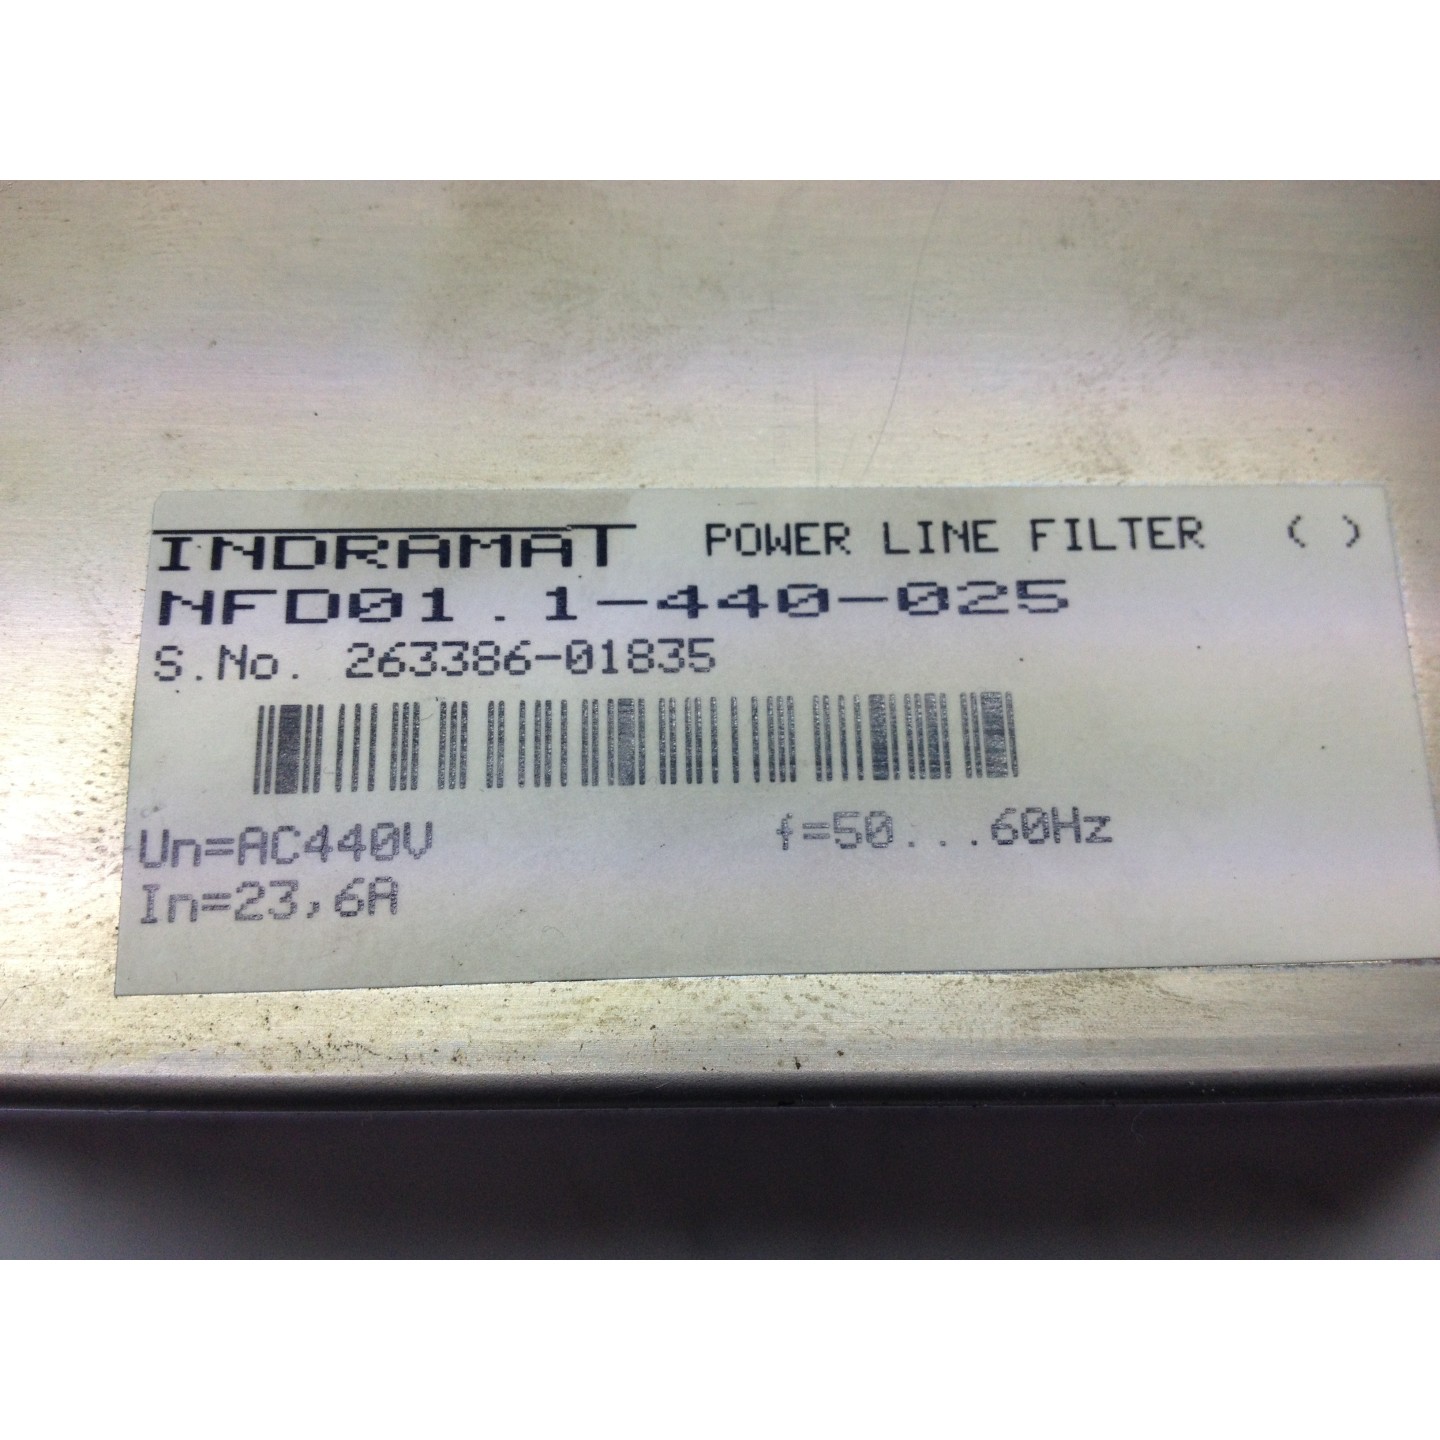 INDRAMAT POWER LINE FILTER ( )
NFD01.1-440-025
S.No. 263386-01835
Un=AC440V f=50...60Hz
In=23,6A